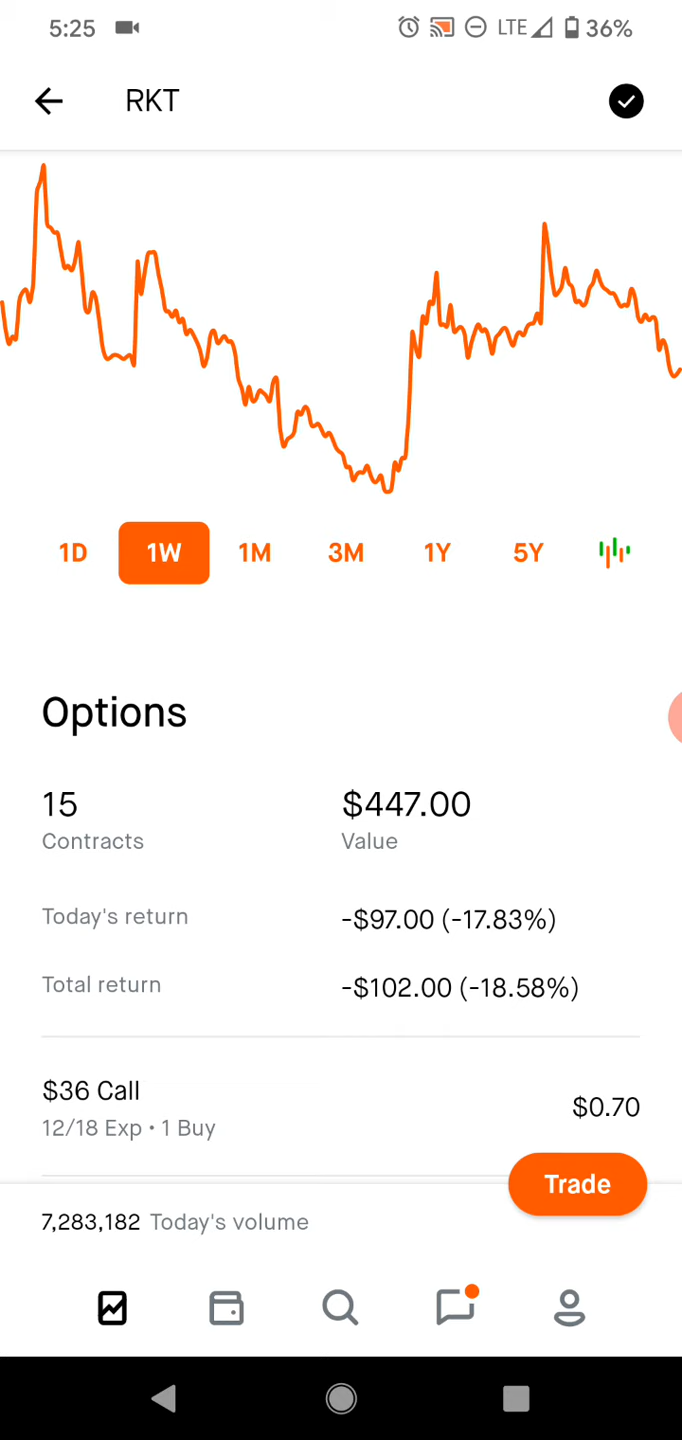 5:25 LTE 36%
RKT
1D 1W 1M 3M 1Y 5Y
Options
15 $447.00
Contracts Value
Today's return -$97.00 (-17.83%)
Total return -$102.00 (-18.58%)
$36 Call
$0.70
12/18 Exp • 1 Buy
Trade
7,283,182 Today's volume